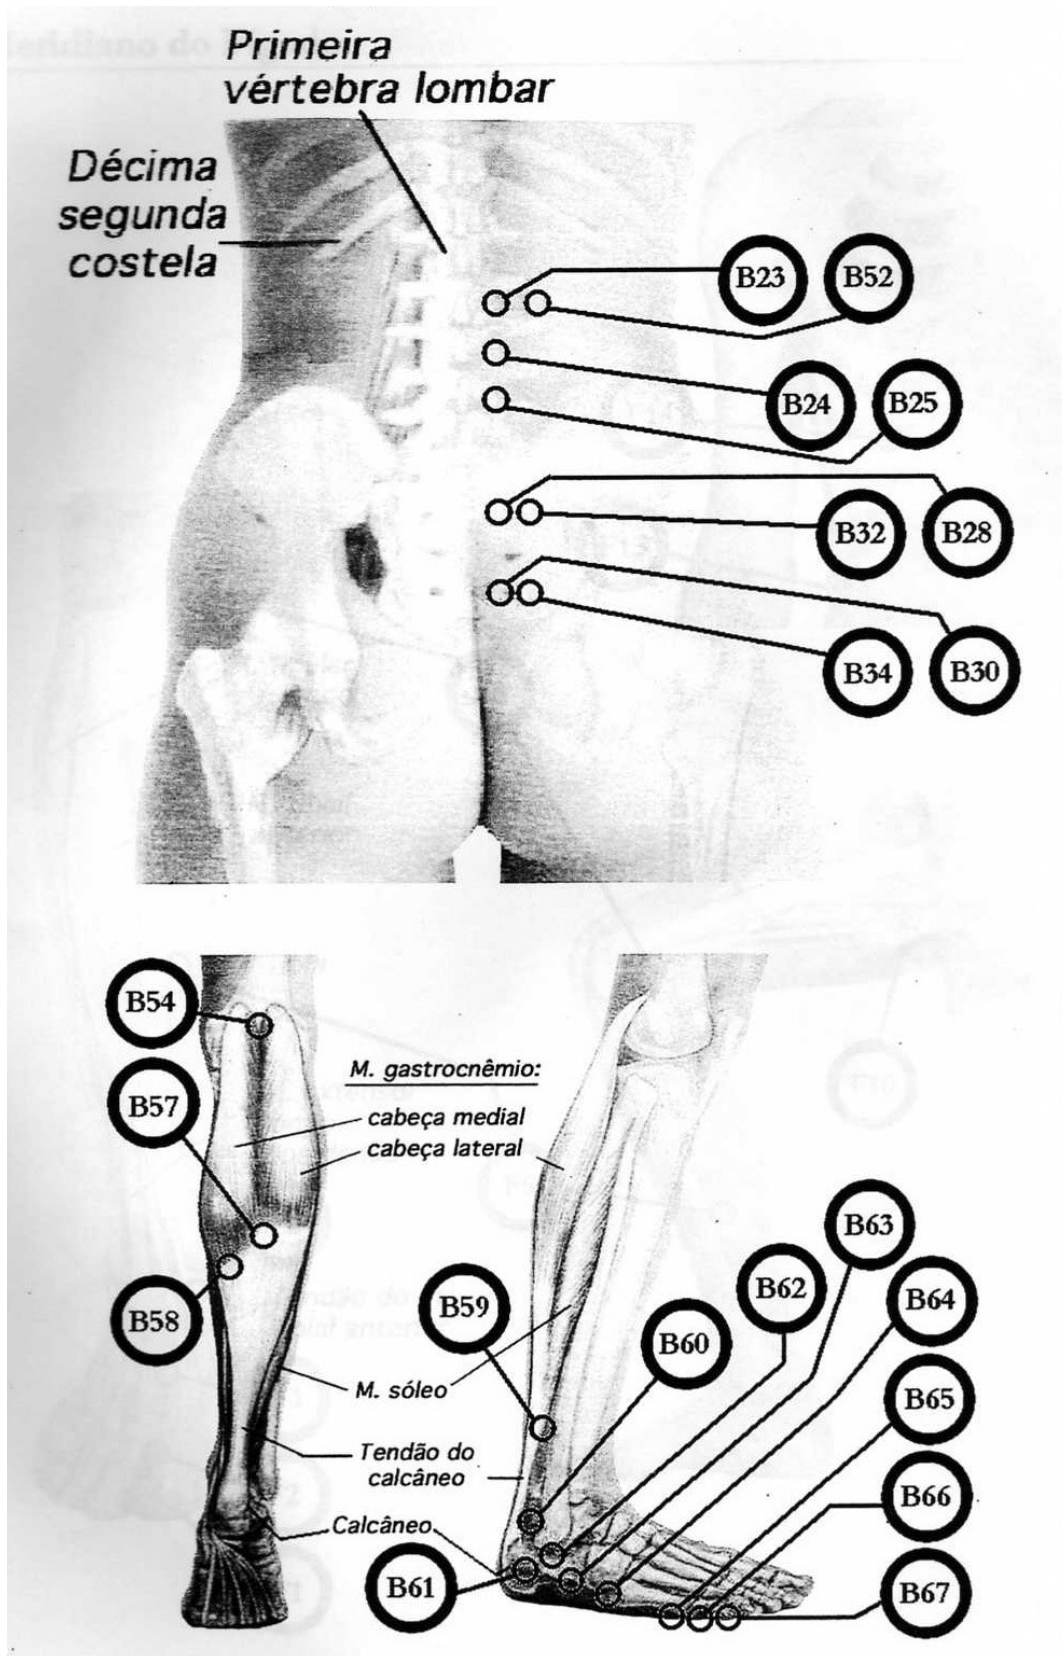 Primeira
vértebra lombar
Décima
segunda
costela
B23
B52
B24
B25
B32
B28
B34
B30
B54
B57
B58
M. gastrocnêmio:
cabeça medial
cabeça lateral
B59
M. sóleo
Tendão do
calcâneo
Calcâneo
B60
B61
B62
B63
B64
B65
B66
B67